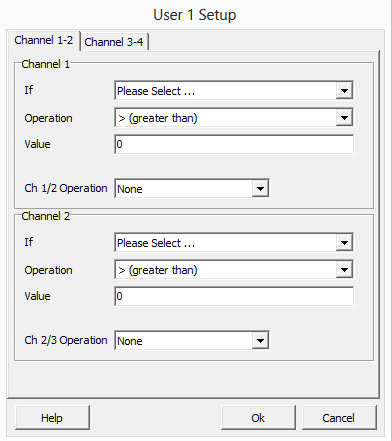 User 1 Setup
Channel 1-2 Channel 3-4
Channel 1
If Please Select ...
Operation > (greater than)
Value 0
Ch 1/2 Operation None
Channel 2
If Please Select ...
Operation > (greater than)
Value 0
Ch 2/3 Operation None
Help Ok Cancel